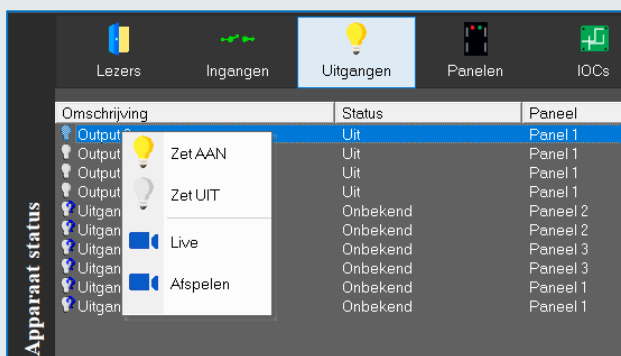 Lezers Ingangen Uitgangen Panelen IOCs
Omschrijving Status Paneel
Output Uit Panel 1
Output Uit Panel 1
Output Uit Panel 1
Output Uit Panel 1
Uitgan Onbekend Paneel 2
Uitgan Onbekend Paneel 2
Uitgan Onbekend Paneel 3
Uitgan Onbekend Paneel 3
Uitgan Onbekend Paneel 1
Uitgan Onbekend Paneel 1
Zet AAN
Zet UIT
Live
Afspelen
Apparaat status